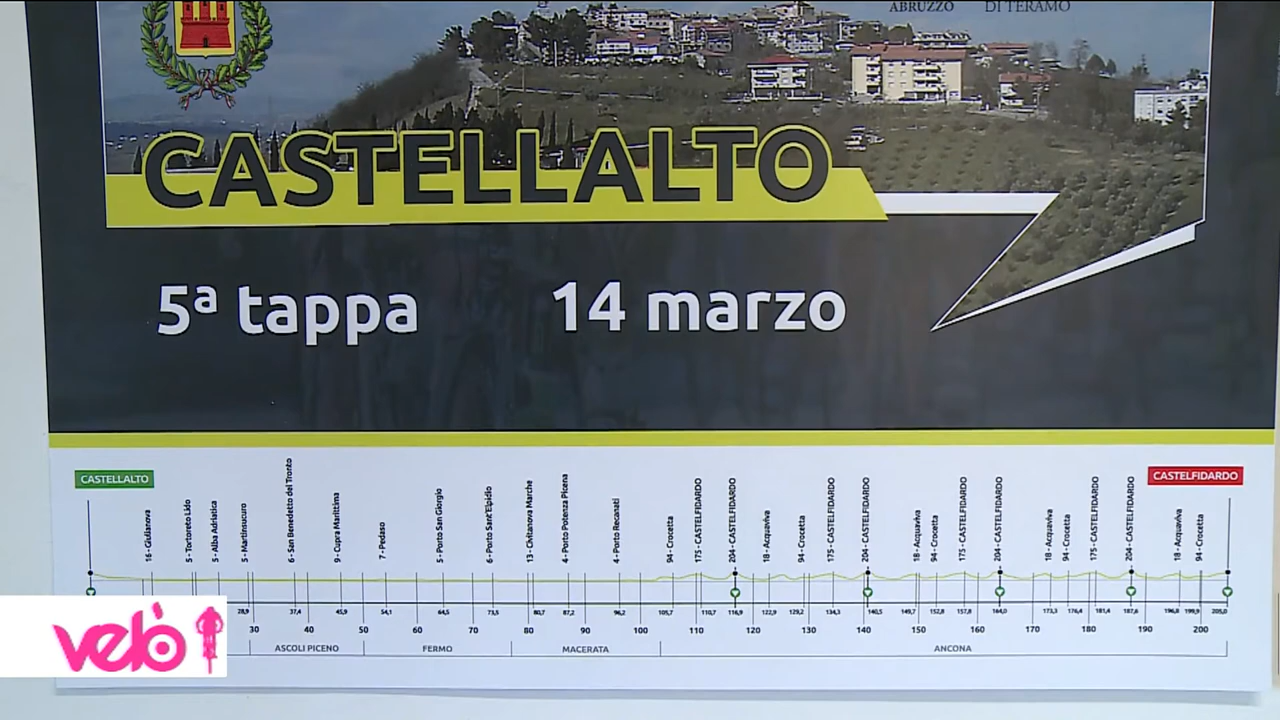 ABRUZZO
DI TERAMO
CASTELLALTO
5ª tappa
14 marzo
CASTELLALTO
CASTELFIDARDO
16 - Giulianova
5 - Tortoreto Lido
5 - Alba Adriatica
5 - Martinsicuro
6 - San Benedetto del Tronto
9 - Cupra Marittima
7 - Pedaso
5 - Porto San Giorgio
6 - Porto Sant'Elpidio
13 - Civitanova Marche
4 - Porto Potenza Picena
4 - Porto Recanati
94 - Crocetta
175 - CASTELFIDARDO
204 - CASTELFIDARDO
18 - Acquaviva
94 - Crocetta
175 - CASTELFIDARDO
204 - CASTELFIDARDO
18 - Acquaviva
94 - Crocetta
175 - CASTELFIDARDO
204 - CASTELFIDARDO
18 - Acquaviva
94 - Crocetta
175 - CASTELFIDARDO
204 - CASTELFIDARDO
18 - Acquaviva
94 - Crocetta
28,9 37,4 45,9 54,1 64,5 73,5 80,7 87,2 96,2 105,7 110,7 116,9 122,9 129,2 134,3 140,5 149,7 152,8 157,8 164,0 173,3 176,4 181,4 187,6 196,8 199,9 205,0
30 40 50 60 70 80 90 100 110 120 130 140 150 160 170 180 190 200
ASCOLI PICENO FERMO MACERATA ANCONA
velò